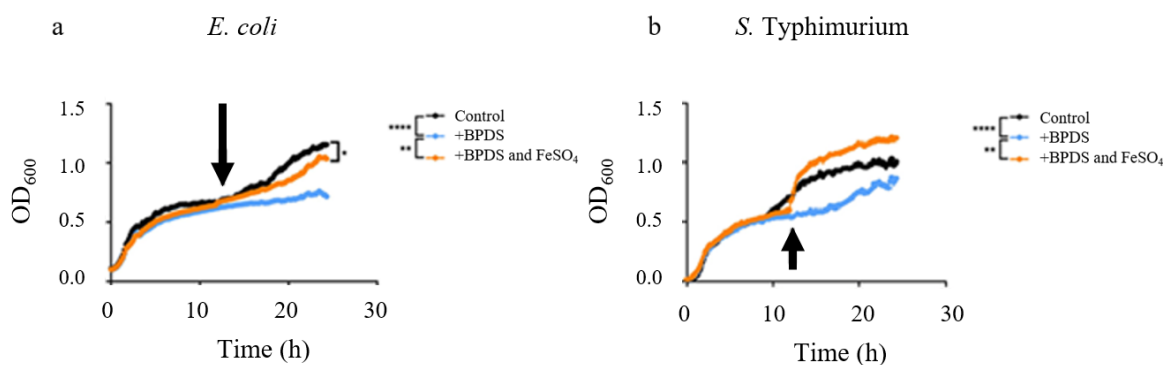 a
E. coli
OD600
1.5
1.0
0.5
0.0
0
10
20
30
Time (h)
****
**
Control
+BPDS
+BPDS and FeSO4
*
b
S. Typhimurium
OD600
1.5
1.0
0.5
0.0
0
10
20
30
Time (h)
****
**
Control
+BPDS
+BPDS and FeSO4